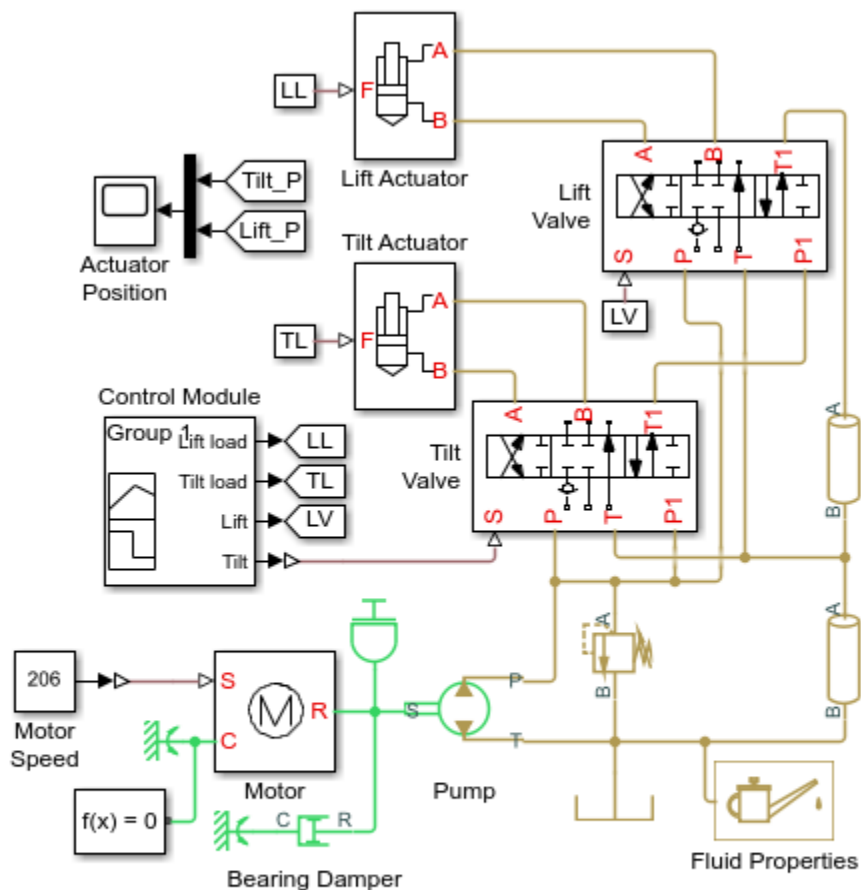 A
LL
F
B
Lift Actuator
A
B
T1
Lift
Valve
S
P
T
P1
LV
Tilt_P
Lift_P
Actuator
Position
Tilt Actuator
A
TL
F
B
Control Module
Group 1
Lift load
LL
Tilt load
TL
Lift
LV
Tilt
A
B
T1
Tilt
Valve
S
P
T
P1
A
B
A
B
A
B
206
Motor
Speed
S
R
C
M
Motor
f(x) = 0
S
P
T
Pump
C
R
Bearing Damper
Fluid Properties